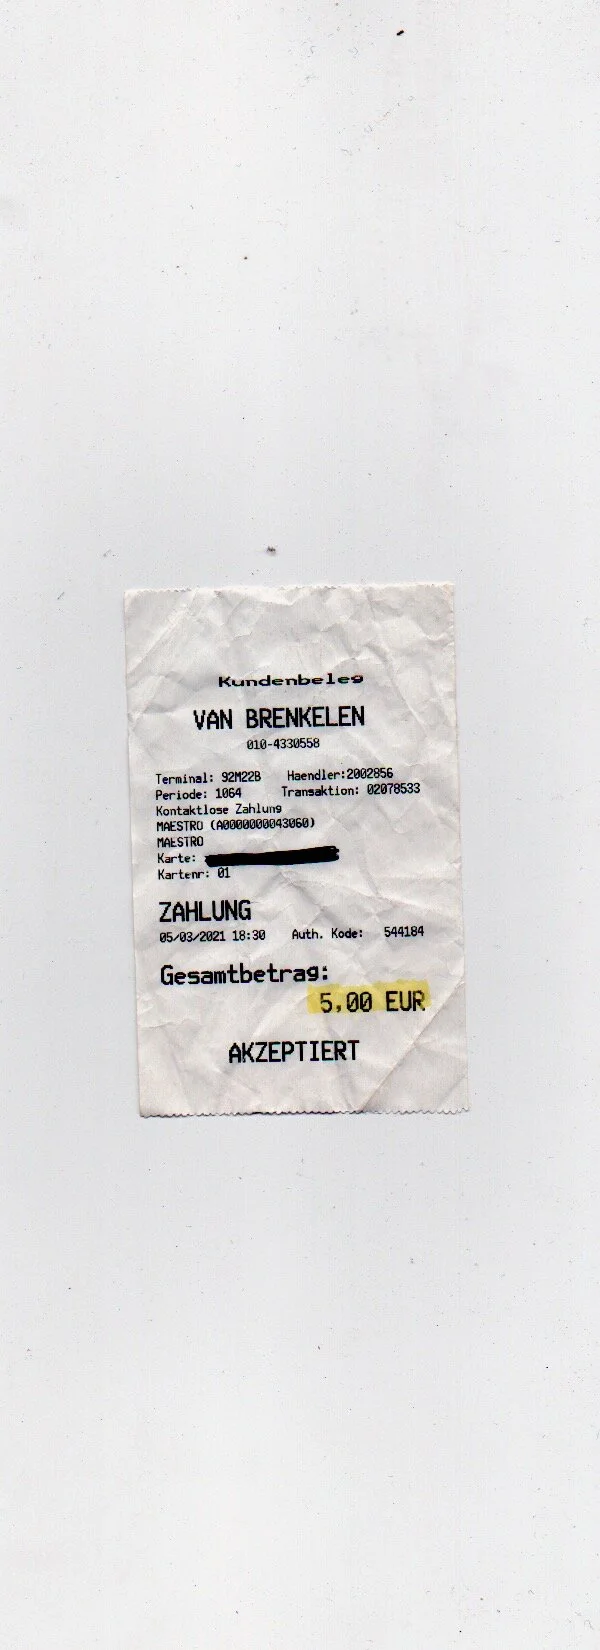 Kundenbeleg
VAN BRENKELEN
010-4330558
Terminal: 92M22B Haendler:2002856
Periode: 1064 Transaktion: 02078533
Kontaktlose Zahlung
MAESTRO (A0000000043060)
MAESTRO
Karte:
Kartenr: 01
ZAHLUNG
05/03/2021 18:30 Auth. Kode: 544184
Gesamtbetrag:
5,00 EUR
AKZEPTIERT